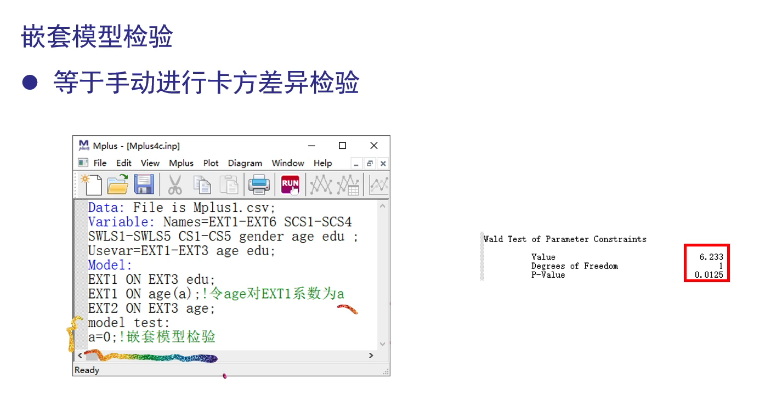 嵌套模型检验
● 等于手动进行卡方差异检验
Mplus - [Mplus4c.inp]
File Edit View Mplus Plot Diagram Window Help
RUN
Data: File is Mplus1.csv;
Variable: Names=EXT1-EXT6 SCS1-SCS4
SWLS1-SWLS5 CS1-CS5 gender age edu ;
Usevar=EXT1-EXT3 age edu;
Model:
EXT1 ON EXT3 edu;
EXT1 ON age(a);!令age对EXT1系数为a
EXT2 ON EXT3 age;
model test:
a=0;!嵌套模型检验
Ready
Wald Test of Parameter Constraints
Value 6.233
Degrees of Freedom 1
P-Value 0.0125